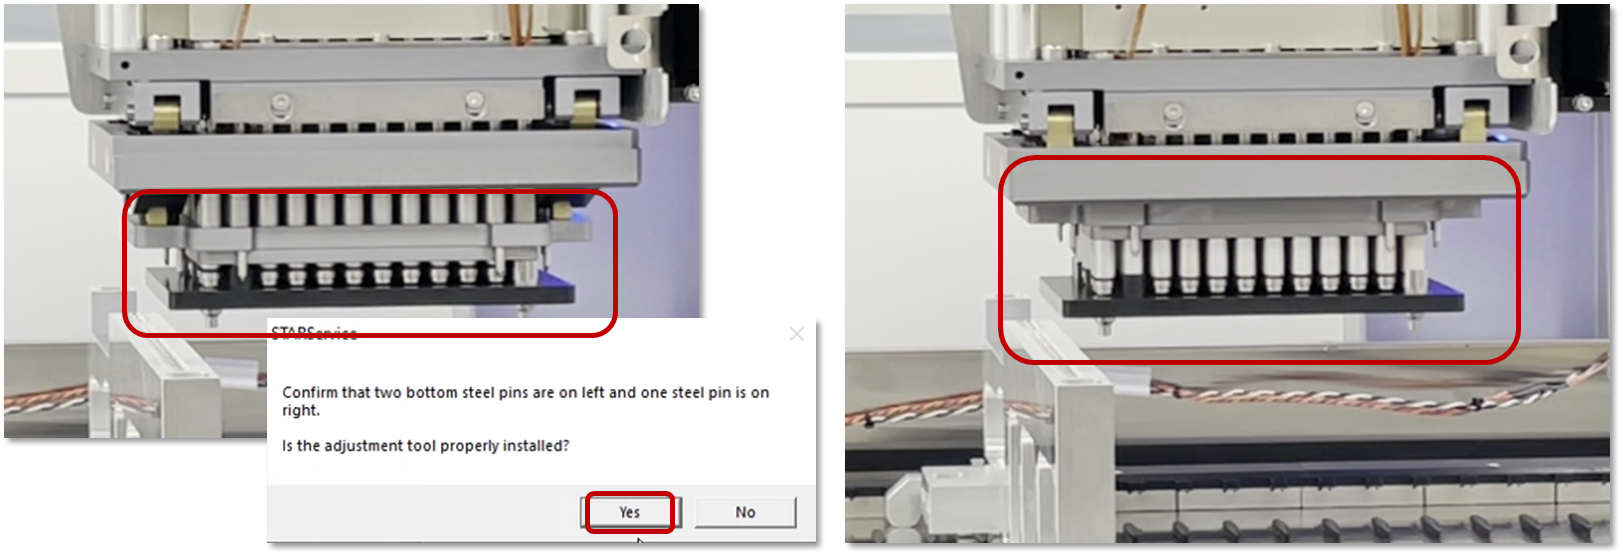 STARService
Confirm that two bottom steel pins are on left and one steel pin is on
right.
Is the adjustment tool properly installed?
Yes
No